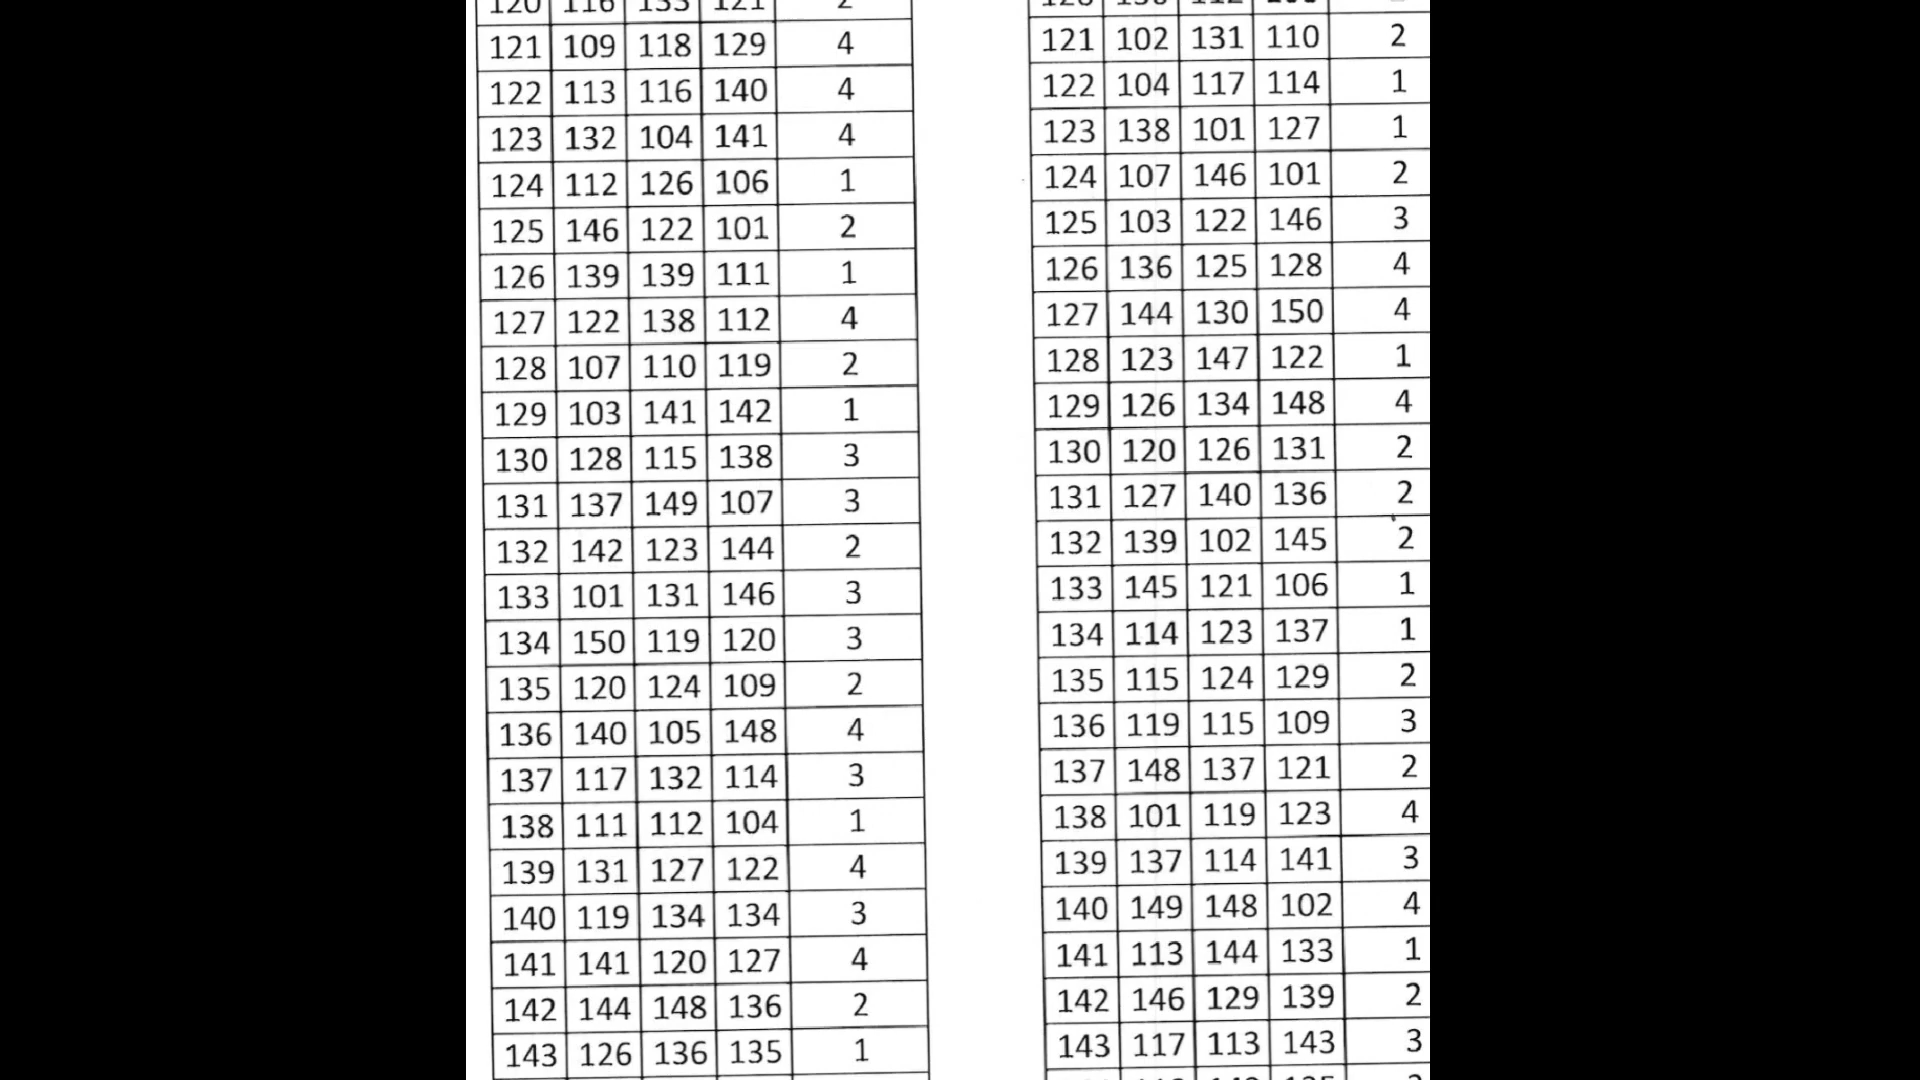 120 116 133 121 2
121 109 118 129 4
122 113 116 140 4
123 132 104 141 4
124 112 126 106 1
125 146 122 101 2
126 139 139 111 1
127 122 138 112 4
128 107 110 119 2
129 103 141 142 1
130 128 115 138 3
131 137 149 107 3
132 142 123 144 2
133 101 131 146 3
134 150 119 120 3
135 120 124 109 2
136 140 105 148 4
137 117 132 114 3
138 111 112 104 1
139 131 127 122 4
140 119 134 134 3
141 141 120 127 4
142 144 148 136 2
143 126 136 135 1
121 102 131 110 2
122 104 117 114 1
123 138 101 127 1
124 107 146 101 2
125 103 122 146 3
126 136 125 128 4
127 144 130 150 4
128 123 147 122 1
129 126 134 148 4
130 120 126 131 2
131 127 140 136 2
132 139 102 145 2
133 145 121 106 1
134 114 123 137 1
135 115 124 129 2
136 119 115 109 3
137 148 137 121 2
138 101 119 123 4
139 137 114 141 3
140 149 148 102 4
141 113 144 133 1
142 146 129 139 2
143 117 113 143 3